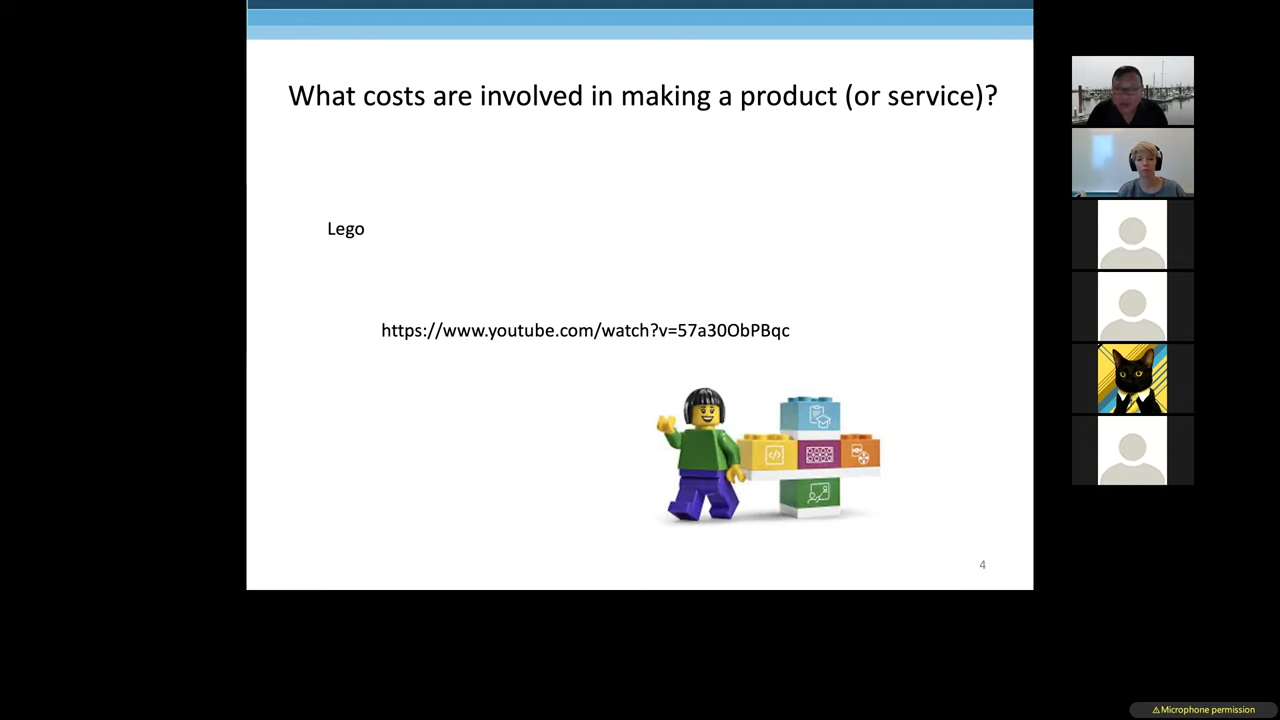 What costs are involved in making a product (or service)?
Lego
https://www.youtube.com/watch?v=57a30ObPBqc
4
⚠Microphone permission